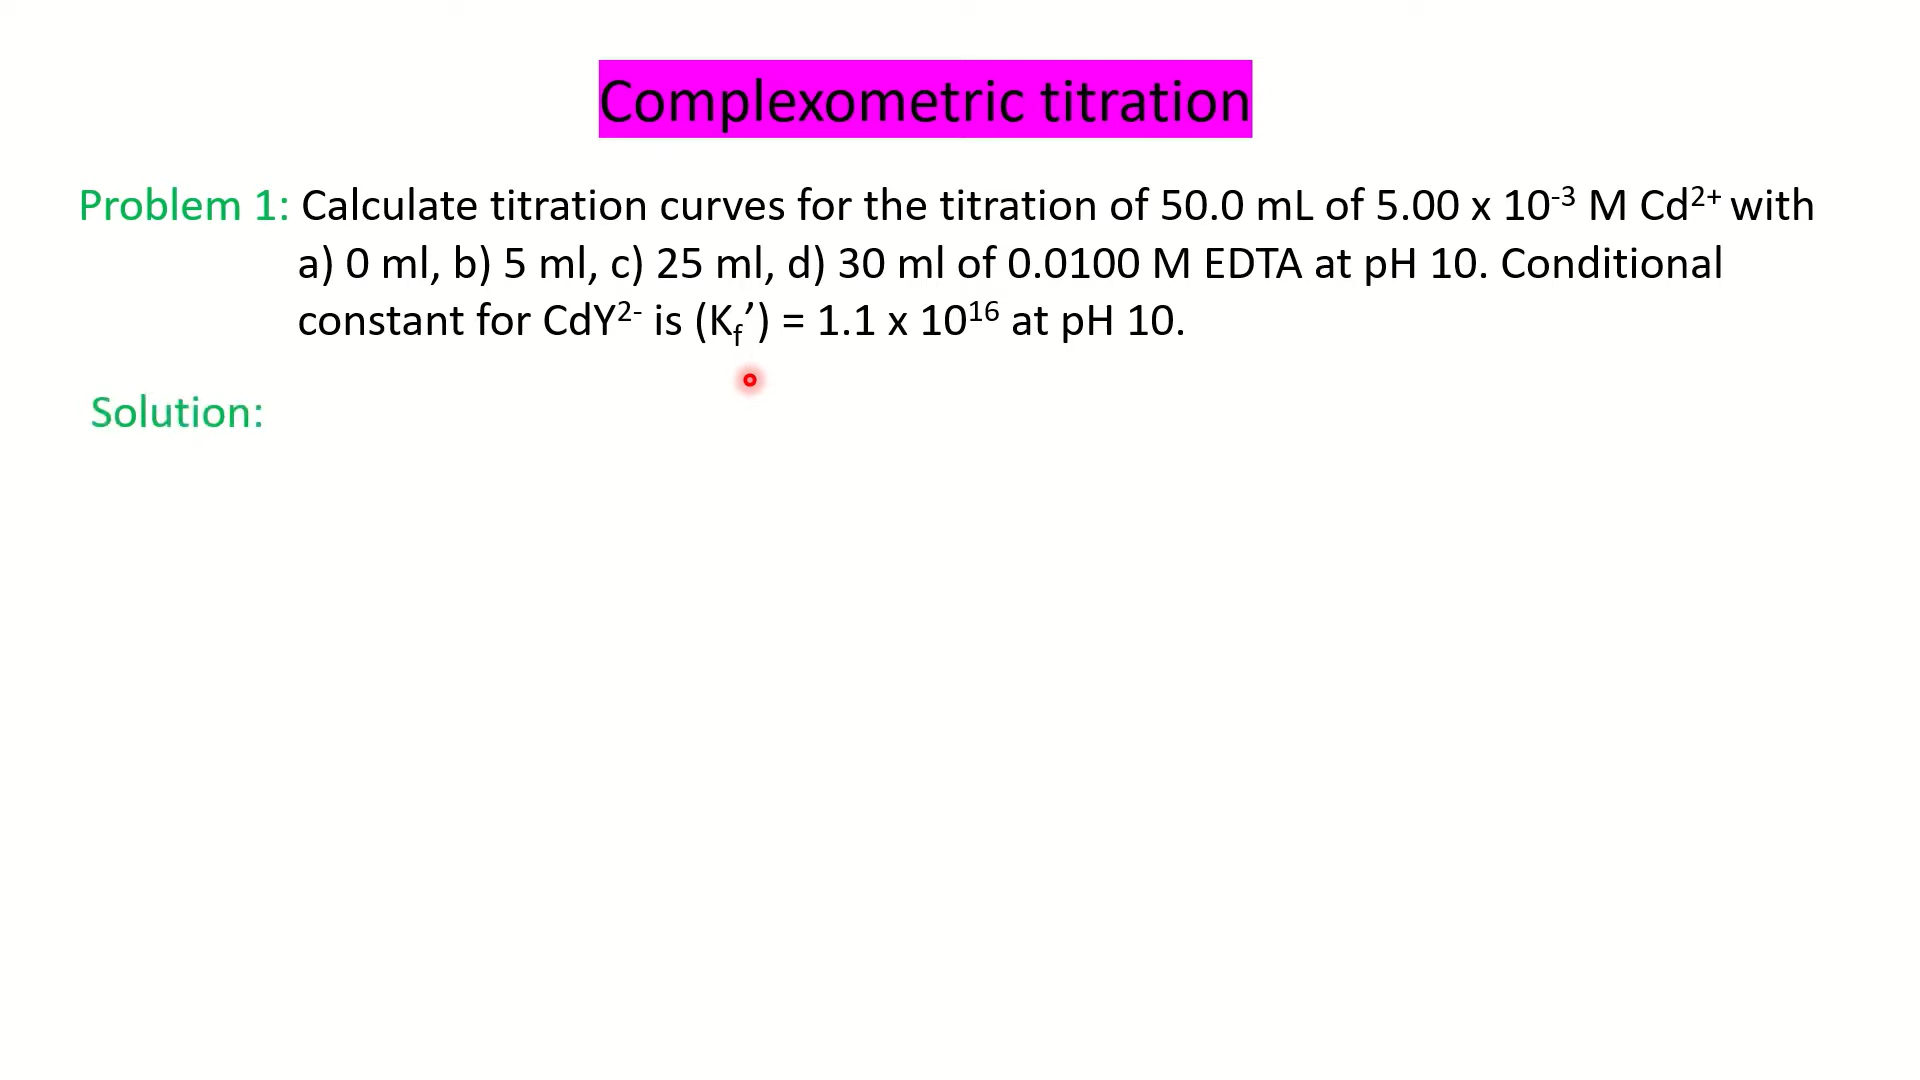 Complexometric titration
Problem 1: Calculate titration curves for the titration of 50.0 mL of 5.00 x 10⁻³ M Cd²⁺ with
a) 0 ml, b) 5 ml, c) 25 ml, d) 30 ml of 0.0100 M EDTA at pH 10. Conditional
constant for CdY²⁻ is (K_f’) = 1.1 x 10¹⁶ at pH 10.
Solution: